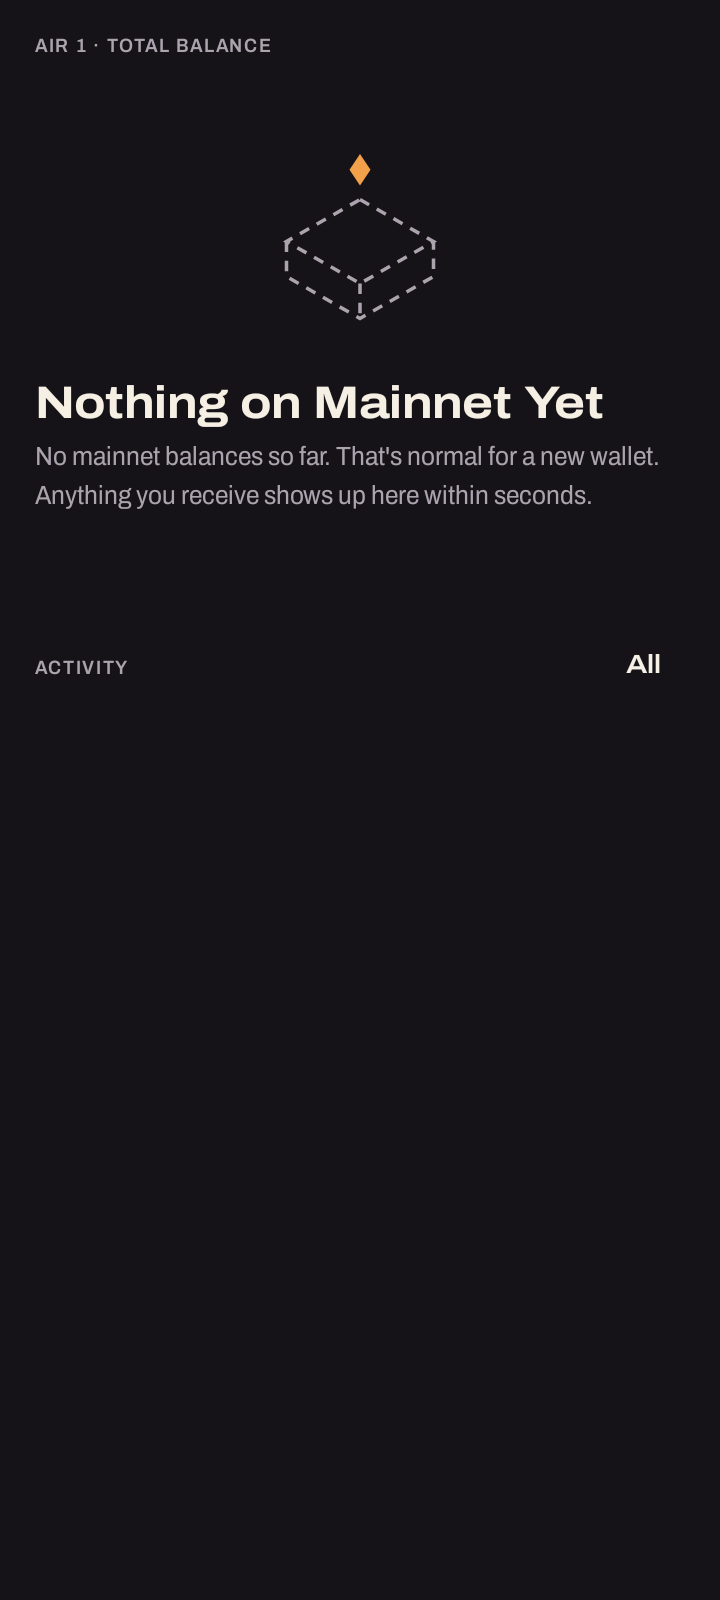 AIR 1 · TOTAL BALANCE
Nothing on Mainnet Yet
No mainnet balances so far. That's normal for a new wallet.
Anything you receive shows up here within seconds.
ACTIVITY All